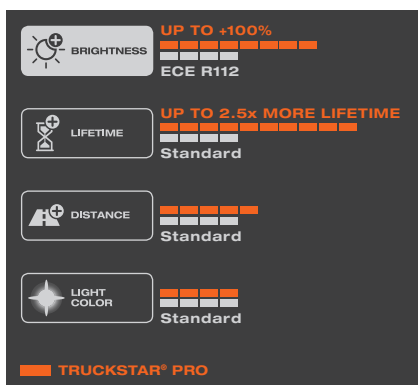 UP TO +100%
BRIGHTNESS
ECE R112
UP TO 2.5x MORE LIFETIME
LIFETIME
Standard
DISTANCE
Standard
LIGHT
COLOR
Standard
TRUCKSTAR® PRO